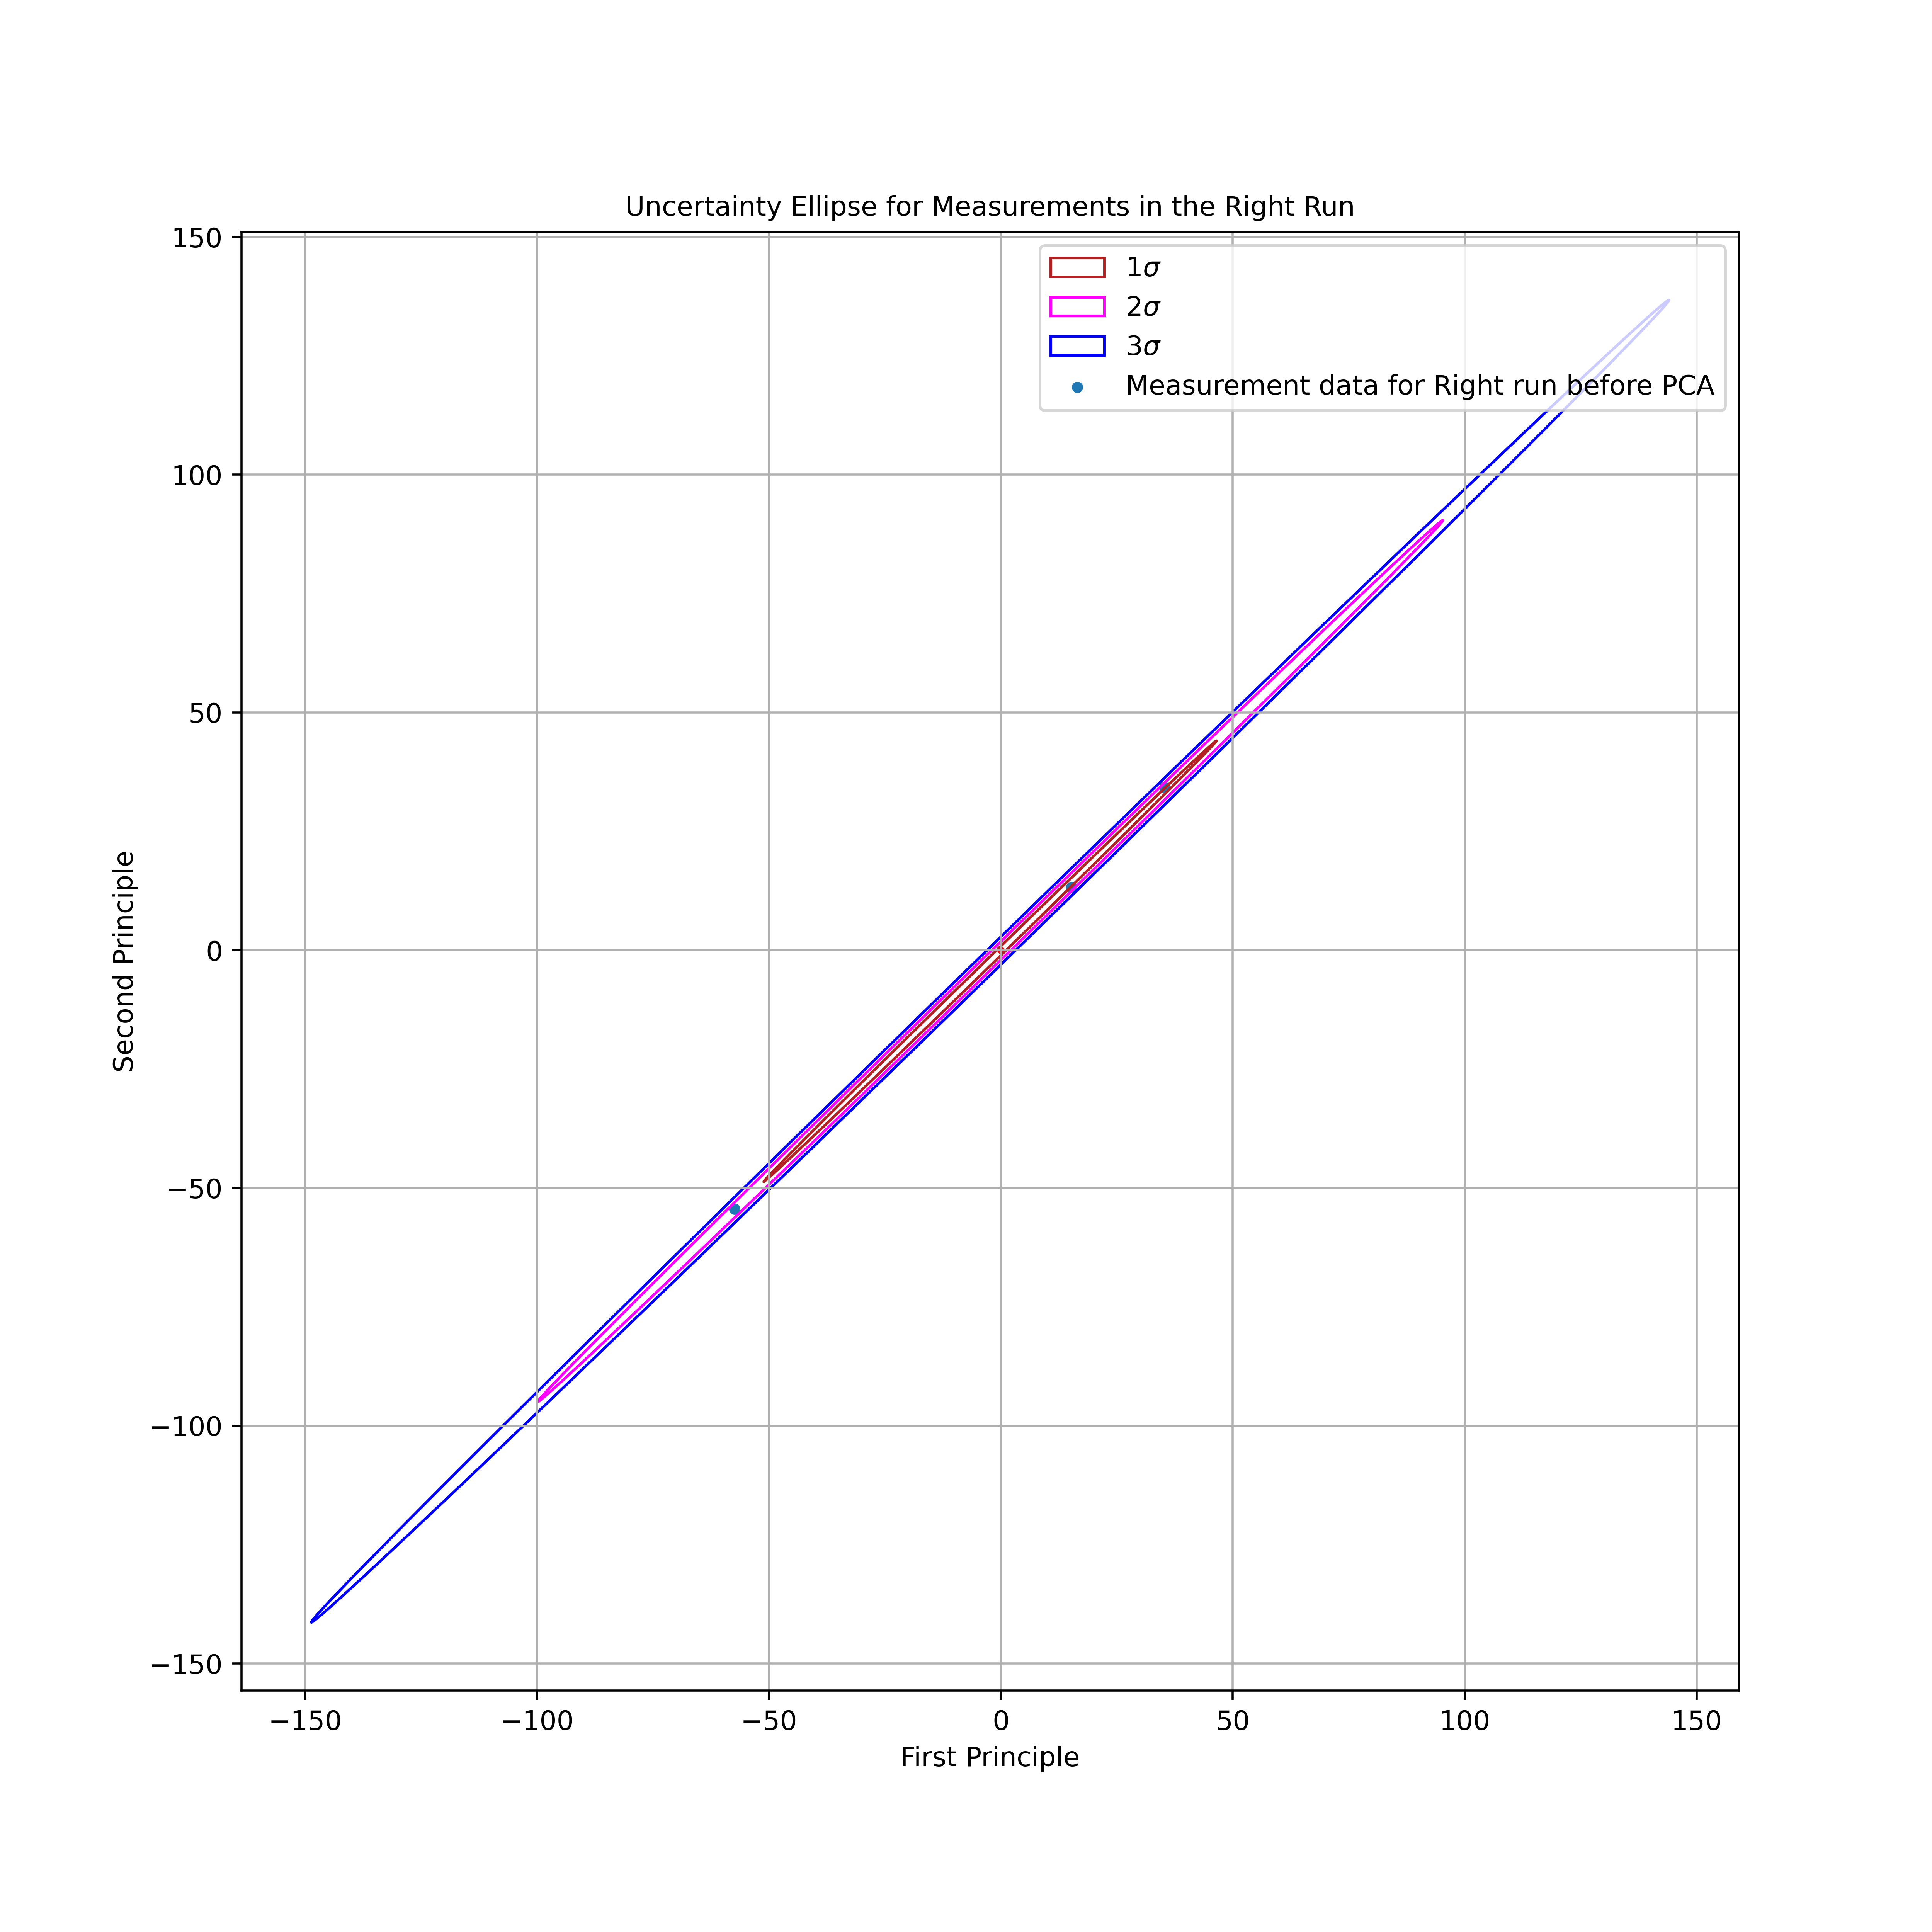 Uncertainty Ellipse for Measurements in the Right Run
1σ
2σ
3σ
Measurement data for Right run before PCA
150
100
50
0
−50
−100
−150
Second Principle
−150 −100 −50 0 50 100 150
First Principle